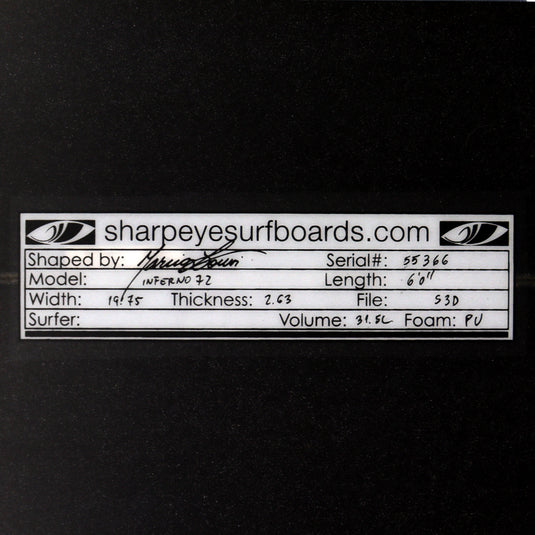 sharpeyesurfboards.com
Shaped by: Serial#: 55366
Model: INFERNO 72 Length: 6'0"
Width: 19.75 Thickness: 2.63 File: S3D
Surfer: Volume: 31.5L Foam: PU